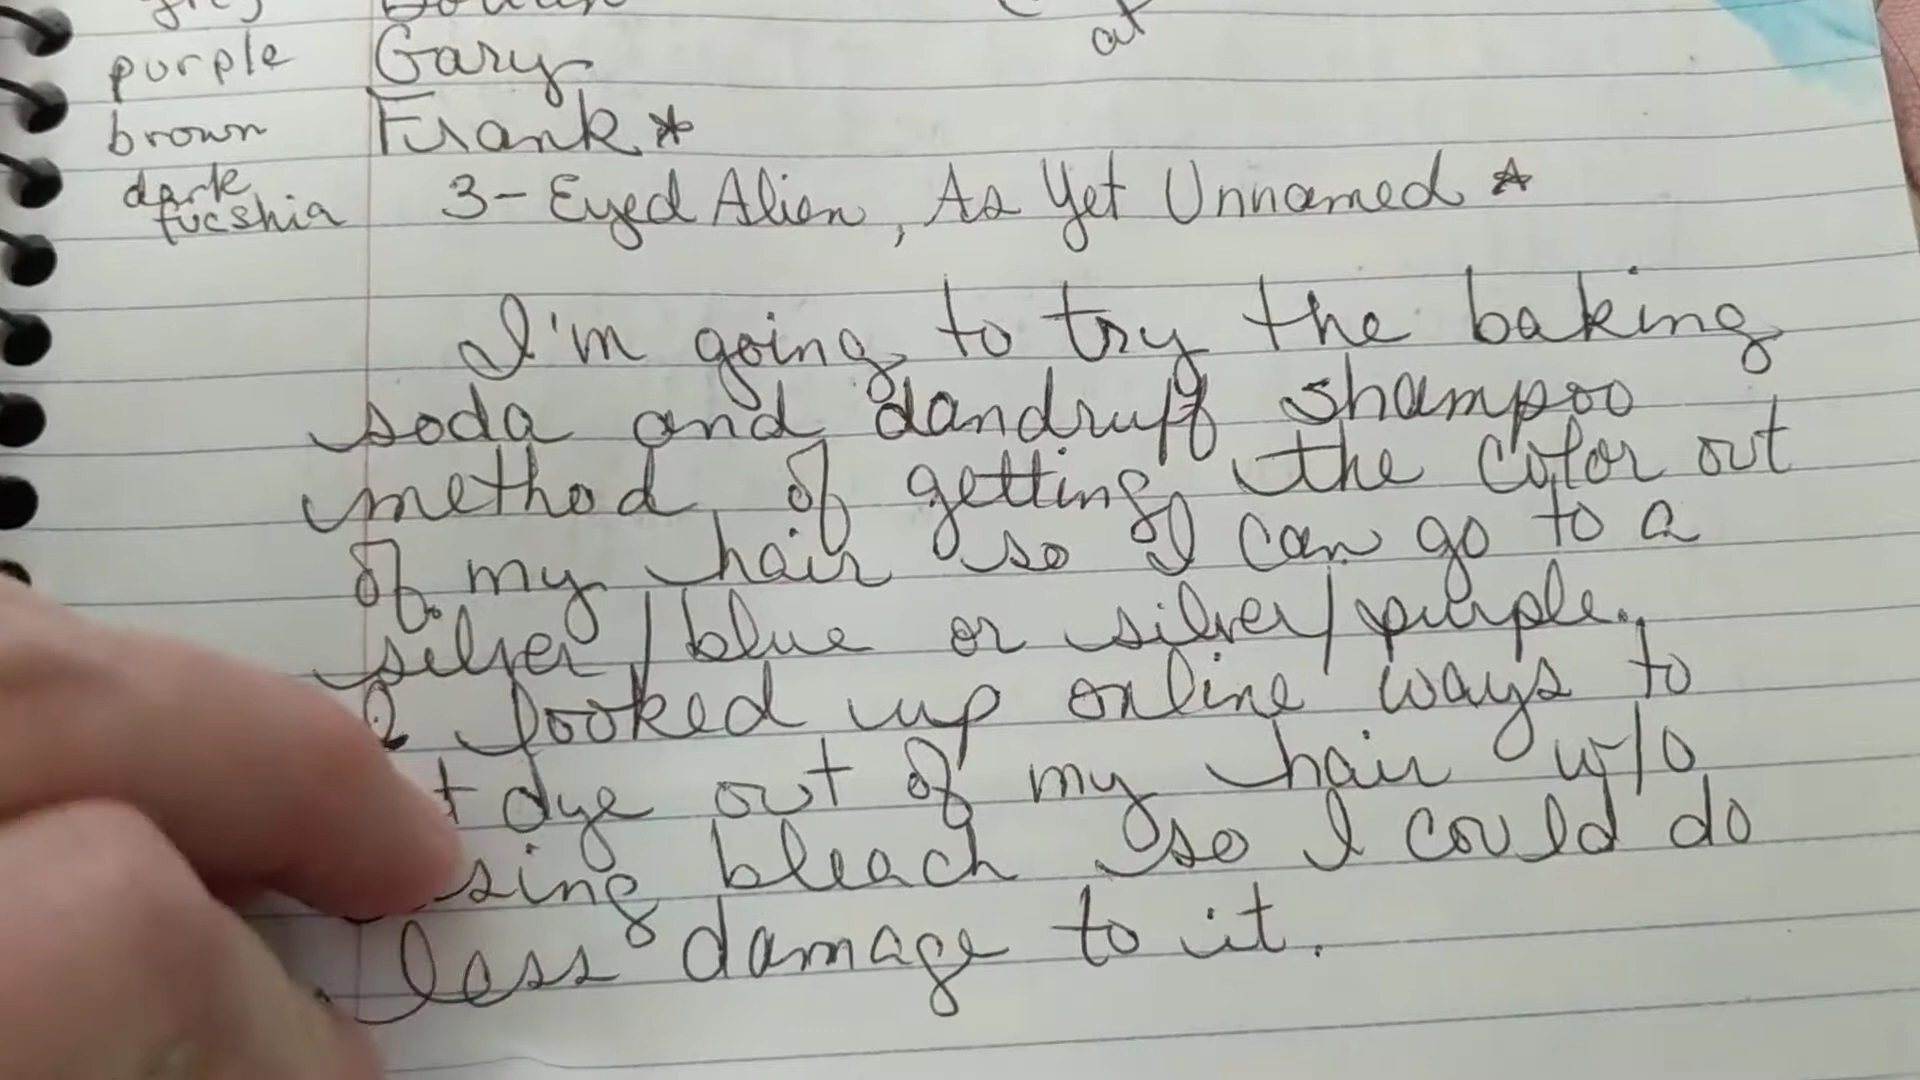 at
purple Gary
brown Frank *
dark
fucshia 3-Eyed Alien, As Yet Unnamed *
I'm going to try the baking
soda and dandruff shampoo
method of getting the color out
of my hair so I can go to a
silver/blue or silver/purple.
I looked up online ways to
t dye out of my hair w/o
sing bleach so I could do
less damage to it.